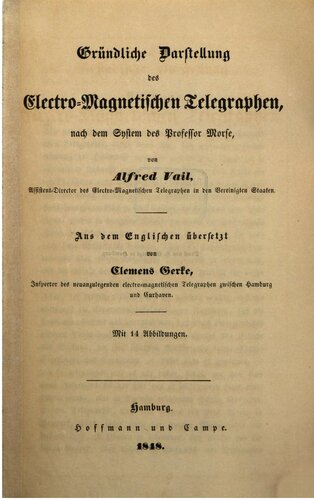 Gründliche Darstellung
des
Electro-Magnetischen Telegraphen,
nach dem System des Professor Morse,
von
Alfred Vail,
Assistent-Director des Electro-Magnetischen Telegraphen in den Vereinigten Staaten.
Aus dem Englischen übersetzt
von
Clemens Gerke,
Inspector des neuanzulegenden electro-magnetischen Telegraphen zwischen Hamburg
und Cuxhaven.
Mit 14 Abbildungen.
Hamburg.
Hoffmann und Campe.
1848.